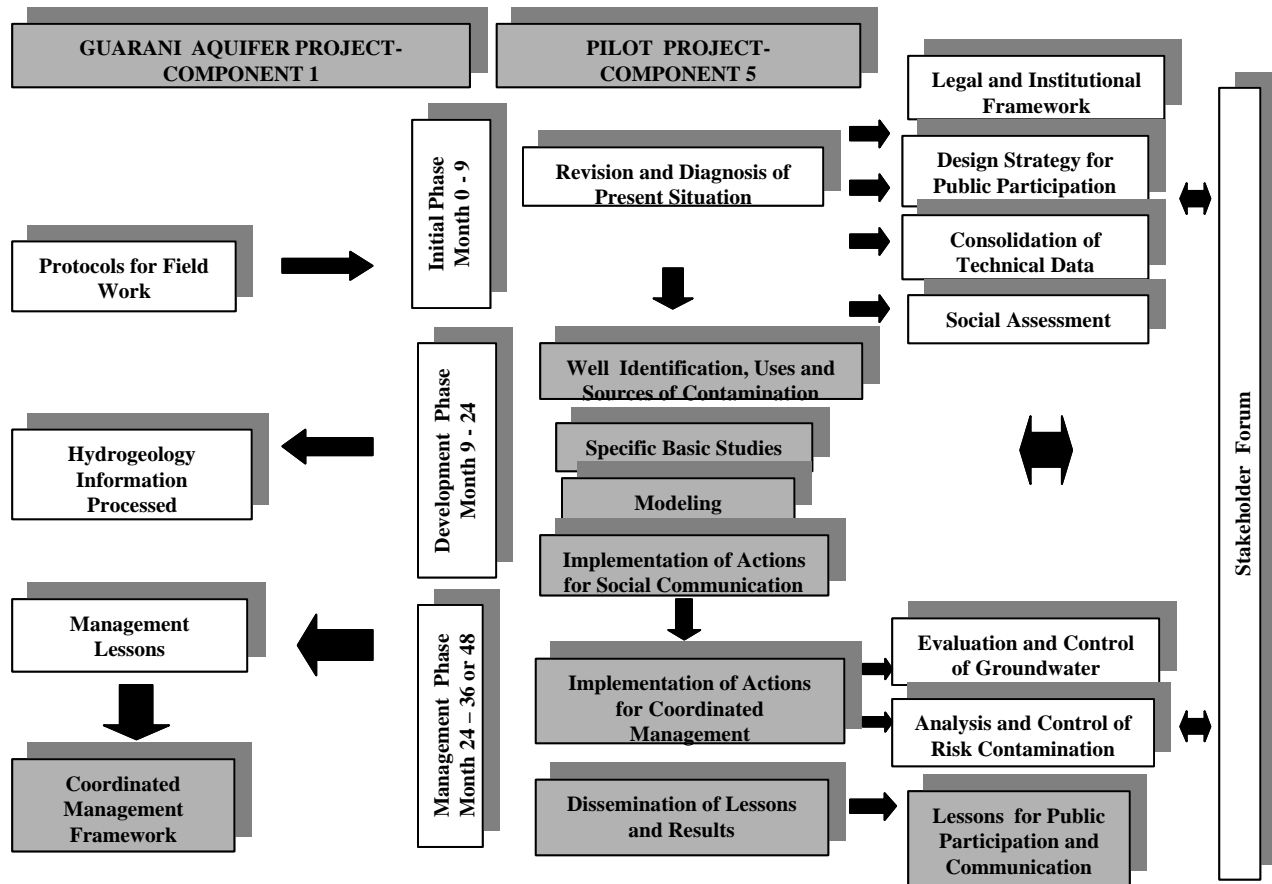 GUARANI AQUIFER PROJECT-
COMPONENT 1
PILOT PROJECT-
COMPONENT 5
Legal and Institutional
Framework
Design Strategy for
Public Participation
Consolidation of
Technical Data
Social Assessment
Initial Phase
Month 0 - 9
Revision and Diagnosis of
Present Situation
Protocols for Field
Work
Well Identification, Uses and
Sources of Contamination
Specific Basic Studies
Modeling
Implementation of Actions
for Social Communication
Development Phase
Month 9 - 24
Hydrogeology
Information
Processed
Stakeholder Forum
Management
Lessons
Management Phase
Month 24 – 36 or 48
Implementation of Actions
for Coordinated
Management
Evaluation and Control
of Groundwater
Analysis and Control of
Risk Contamination
Coordinated
Management
Framework
Dissemination of Lessons
and Results
Lessons for Public
Participation and
Communication